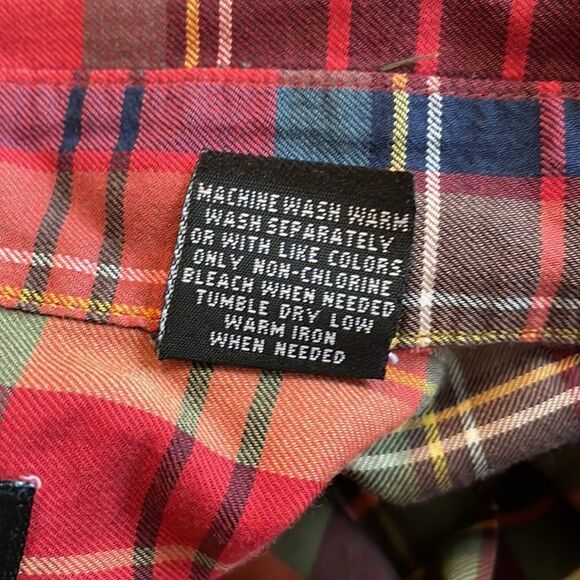 MACHINE WASH WARM
WASH SEPARATELY
OR WITH LIKE COLORS
ONLY NON-CHLORINE
BLEACH WHEN NEEDED
TUMBLE DRY LOW
WARM IRON
WHEN NEEDED